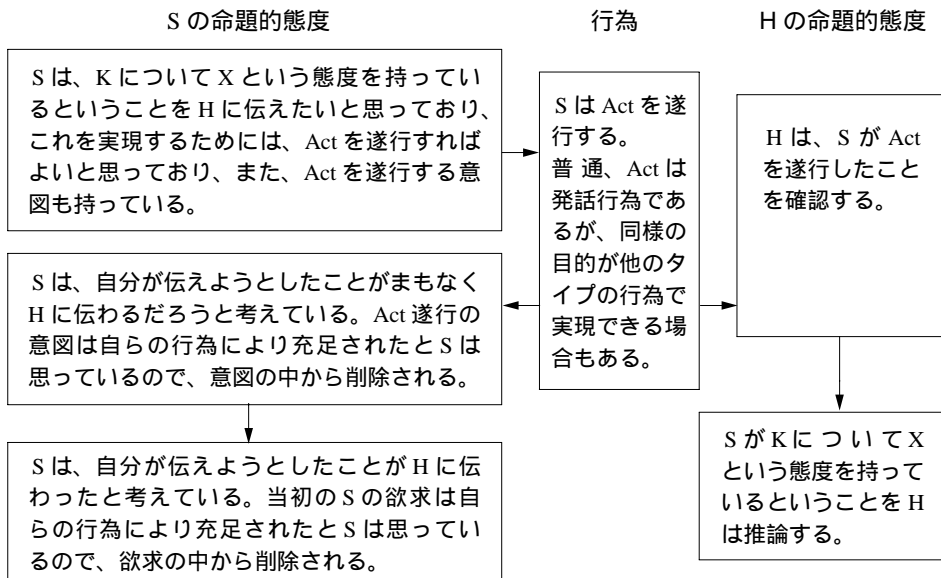 S の命題的態度
行為
H の命題的態度
S は、K について X という態度を持ってい
るということを H に伝えたいと思っており、
これを実現するためには、Act を遂行すれば
よいと思っており、また、Act を遂行する意
図も持っている。
S は Act を遂
行する。
普通、Act は
発話行為であ
るが、同様の
目的が他のタ
イプの行為で
実現できる場
合もある。
H は、S が Act
を遂行したこと
を確認する。
S は、自分が伝えようとしたことがまもなく
H に伝わるだろうと考えている。Act 遂行の
意図は自らの行為により充足されたと S は
思っているので、意図の中から削除される。
S は、自分が伝えようとしたことが H に伝
わったと考えている。当初の S の欲求は自
らの行為により充足されたと S は思ってい
るので、欲求の中から削除される。
S が K に つ い て X
という態度を持って
いるということを H
は推論する。